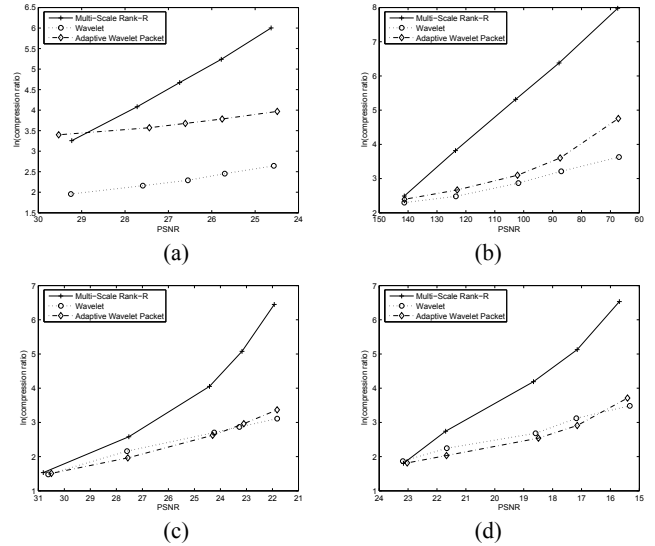 6.5
6
5.5
5
4.5
4
3.5
3
2.5
2
1.5
ln(compression ratio)
Multi-Scale Rank-R
Wavelet
Adaptive Wavelet Packet
30 29 28 27 26 25 24
PSNR
(a)
8
7
6
5
4
3
2
ln(compression ratio)
Multi-Scale Rank-R
Wavelet
Adaptive Wavelet Packet
150 140 130 120 110 100 90 80 70 60
PSNR
(b)
7
6
5
4
3
2
1
ln(compression ratio)
Multi-Scale Rank-R
Wavelet
Adaptive Wavelet Packet
31 30 29 28 27 26 25 24 23 22 21
PSNR
(c)
7
6
5
4
3
2
1
ln(compression ratio)
Multi-Scale Rank-R
Wavelet
Adaptive Wavelet Packet
24 23 22 21 20 19 18 17 16 15
PSNR
(d)